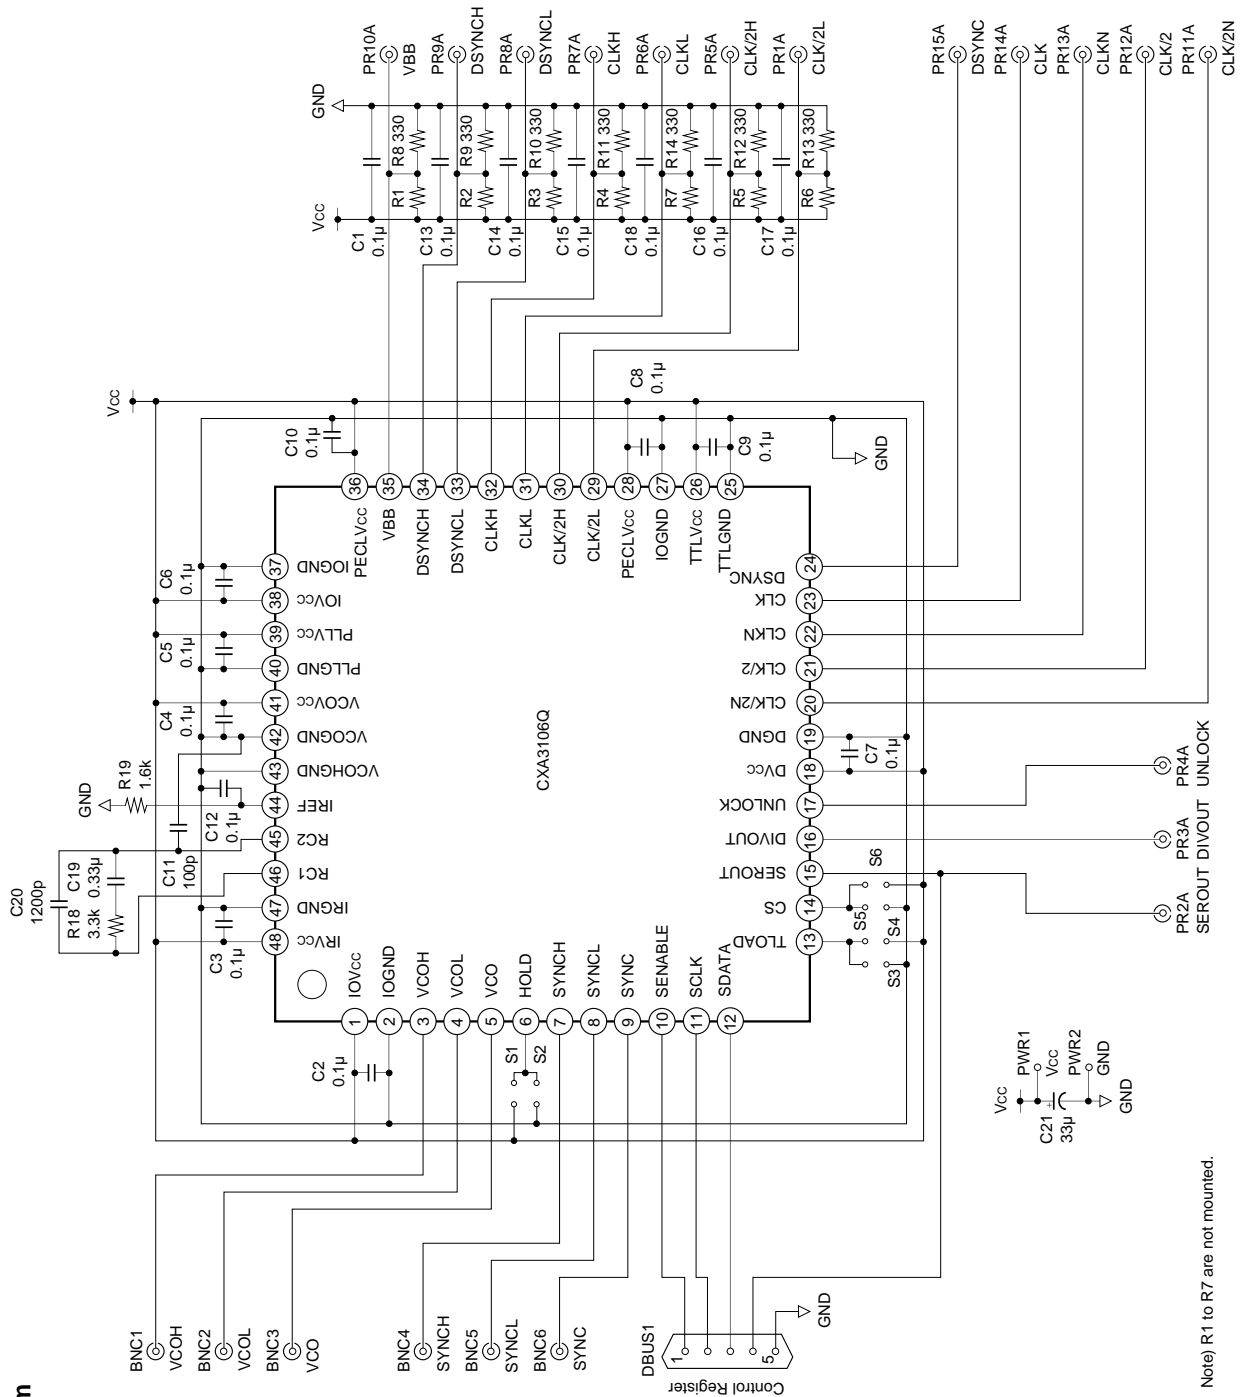 n
BNC1
VCOH
BNC2
VCOL
BNC3
VCO
BNC4
SYNCH
BNC5
SYNCL
BNC6
SYNC
DBUS1
Control Register
1
5
GND
C20
1200p
R18
3.3k
C19
0.33µ
C11
100p
GND
R19
1.6k
C12
0.1µ
C3
0.1µ
C4
0.1µ
C5
0.1µ
C6
0.1µ
Vcc
C10
0.1µ
C2
0.1µ
S1
S2
48
IRVcc
47
IRGND
46
RC1
45
RC2
44
IREF
43
VCOHGND
42
VCOGND
41
VCOVcc
40
PLLGND
39
PLLVcc
38
IOVcc
37
IOGND
1
IOVcc
2
IOGND
3
VCOH
4
VCOL
5
VCO
6
HOLD
7
SYNCH
8
SYNCL
9
SYNC
10
SENABLE
11
SCLK
12
SDATA
CXA3106Q
36
PECLVcc
35
VBB
34
DSYNCH
33
DSYNCL
32
CLKH
31
CLKL
30
CLK/2H
29
CLK/2L
28
PECLVcc
27
IOGND
26
TTLVcc
25
TTLGND
13
TLOAD
14
CS
15
SEROUT
16
DIVOUT
17
UNLOCK
18
DVcc
19
DGND
20
CLK/2N
21
CLK/2
22
CLKN
23
CLK
24
DSYNC
C8
0.1µ
C9
0.1µ
GND
C7
0.1µ
S3
S4
S5
S6
Vcc
GND
C1
0.1µ
C13
0.1µ
C14
0.1µ
C15
0.1µ
C18
0.1µ
C16
0.1µ
C17
0.1µ
R1
R8 330
R2
R9 330
R3
R10 330
R4
R11 330
R7
R14 330
R5
R12 330
R6
R13 330
PR10A
VBB
PR9A
DSYNCH
PR8A
DSYNCL
PR7A
CLKH
PR6A
CLKL
PR5A
CLK/2H
PR1A
CLK/2L
PR15A
DSYNC
PR14A
CLK
PR13A
CLKN
PR12A
CLK/2
PR11A
CLK/2N
PR2A
SEROUT
PR3A
DIVOUT
PR4A
UNLOCK
Vcc
PWR1
Vcc
C21
33µ
+
PWR2
GND
GND
Note) R1 to R7 are not mounted.